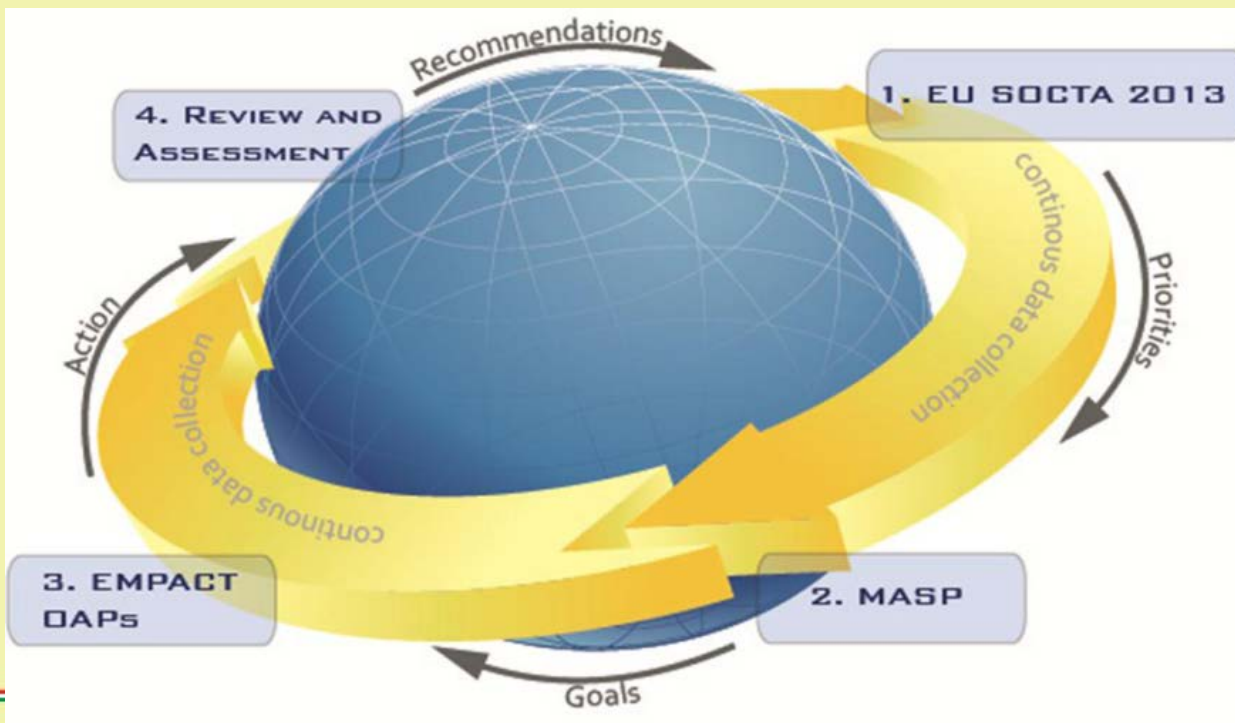 Recommendations
1. EU SOCTA 2013
4. REVIEW AND
ASSESSMENT
continous data collection
Priorities
Action
continous data collection
3. EMPACT
OAPs
2. MASP
Goals